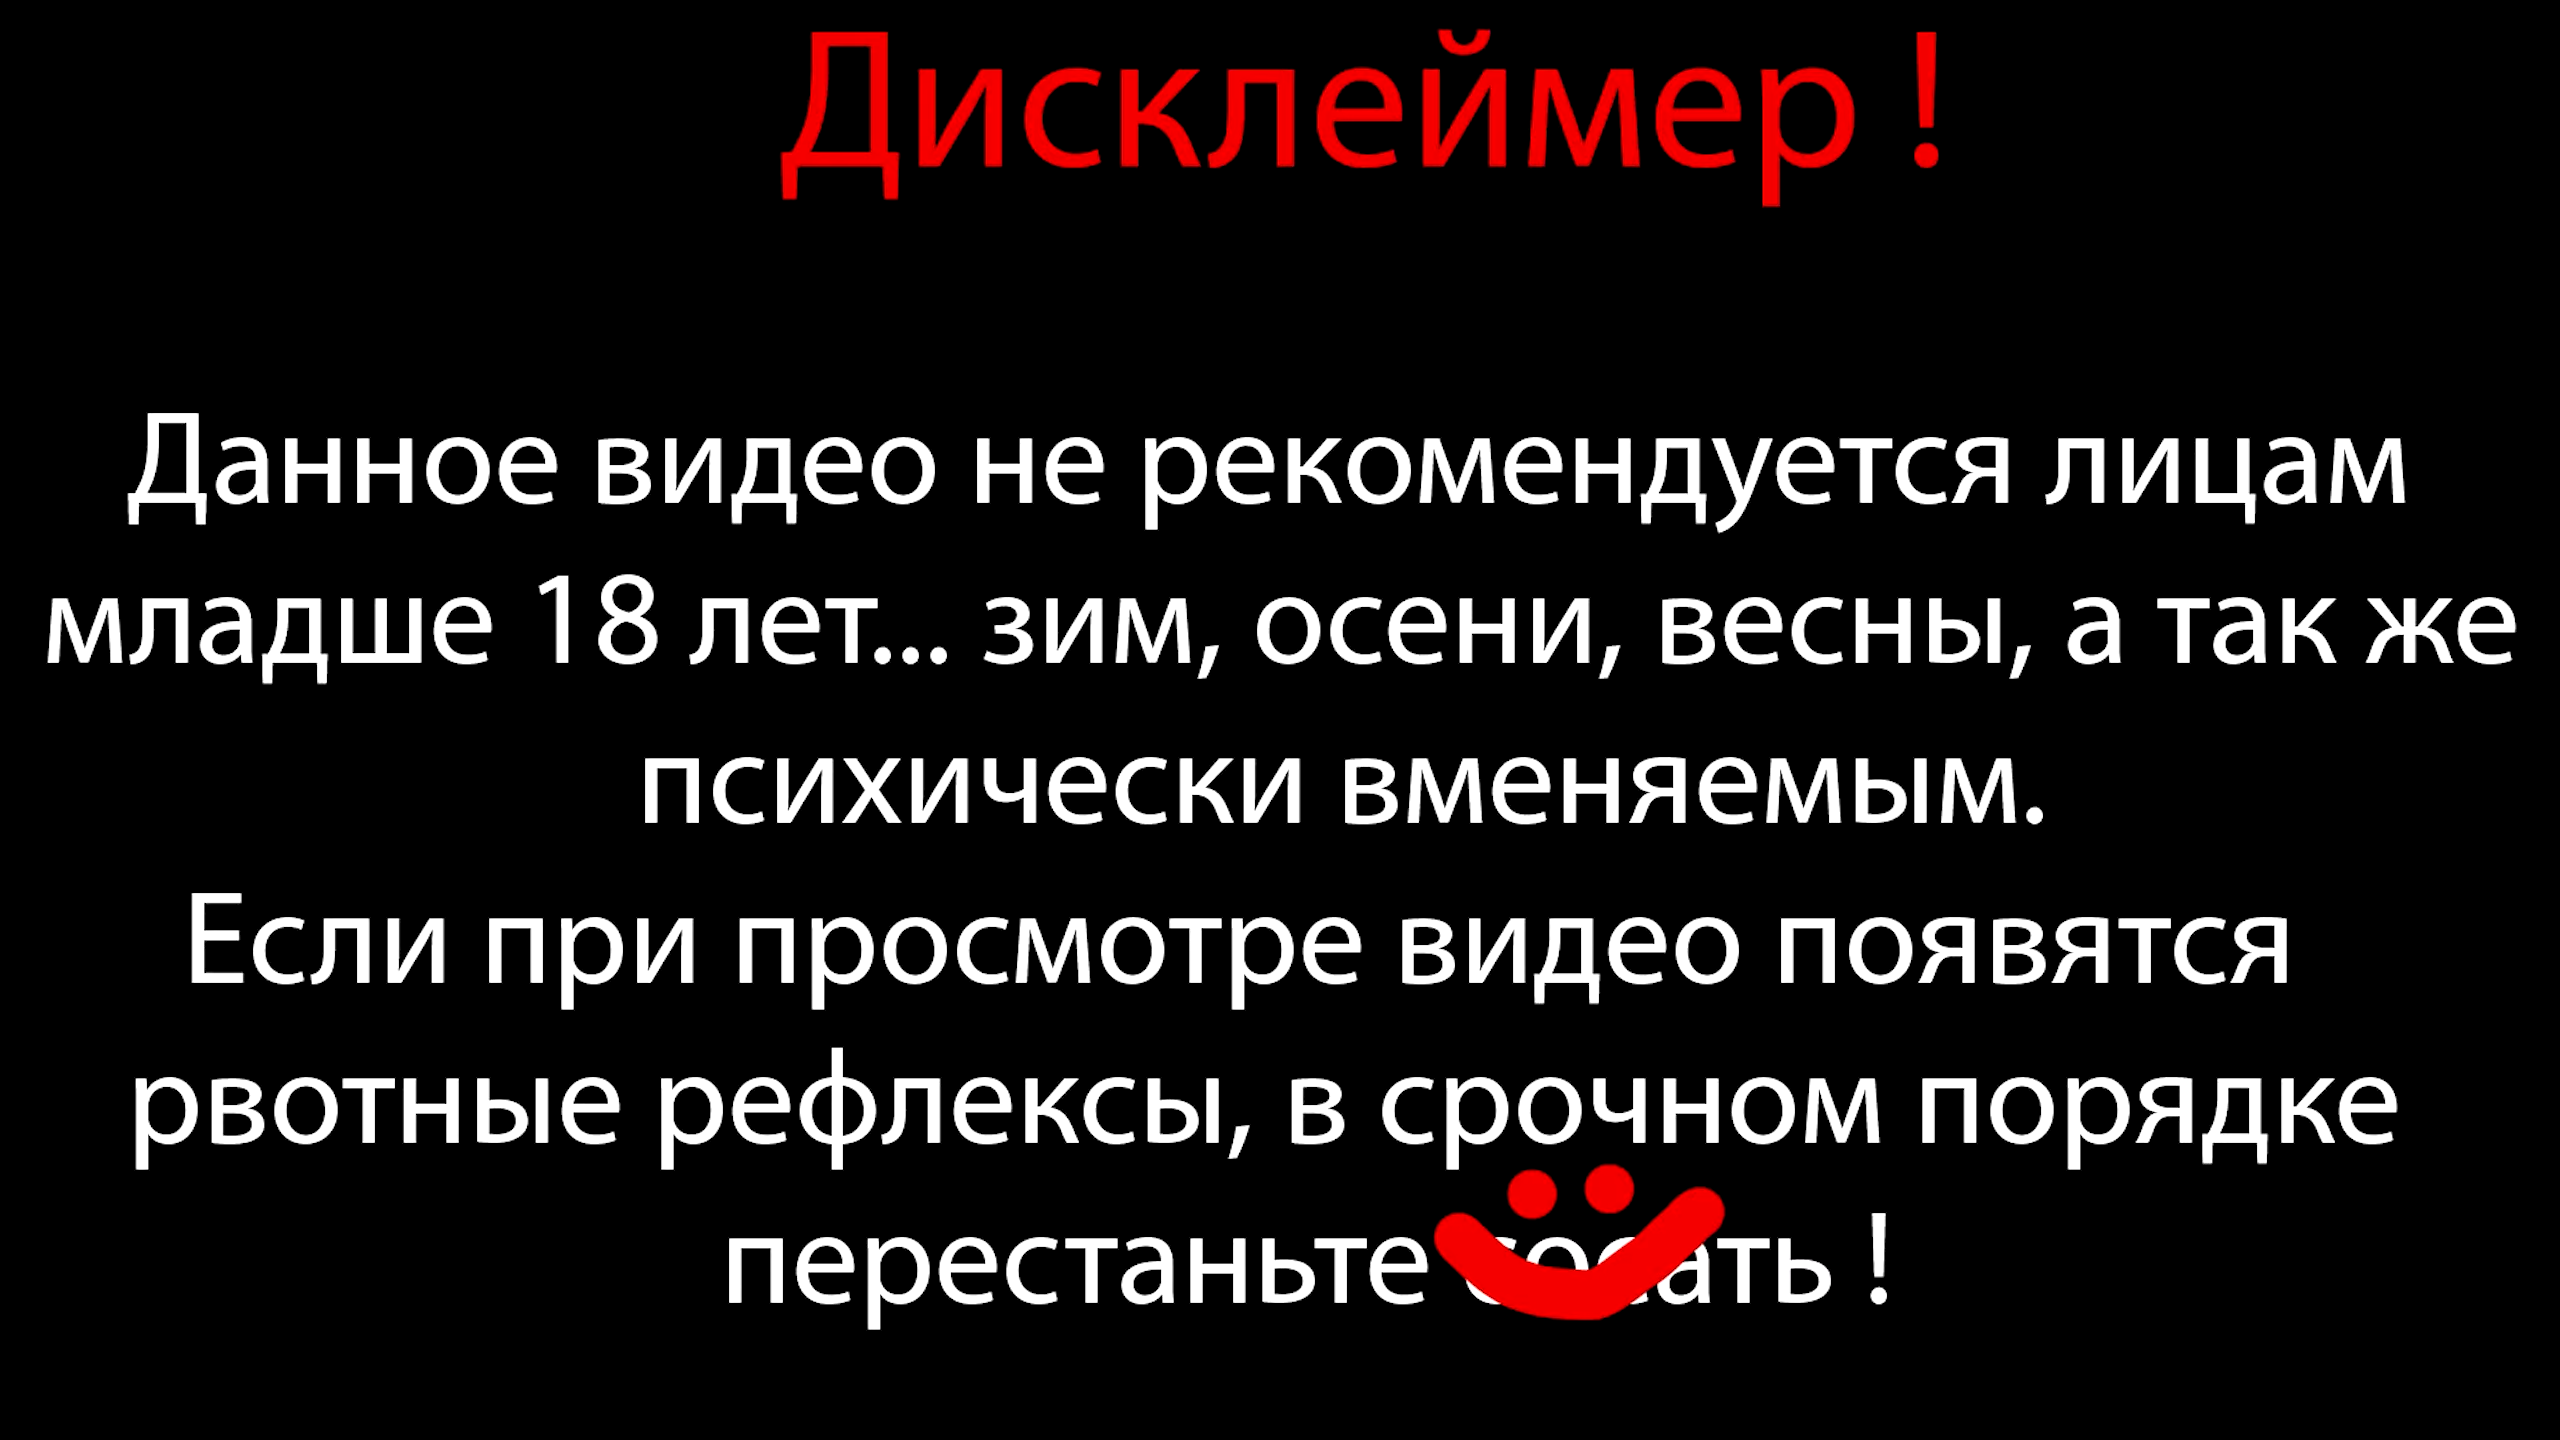 Дисклеймер !
Данное видео не рекомендуется лицам
младше 18 лет... зим, осени, весны, а так же
психически вменяемым.
Если при просмотре видео появятся
рвотные рефлексы, в срочном порядке
перестаньте сосать !